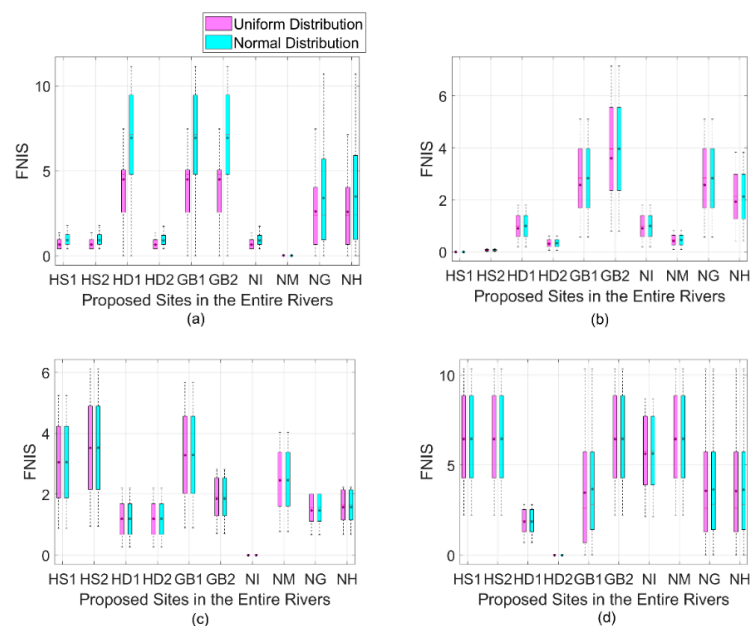 Uniform Distribution
Normal Distribution
10
5
0
FNIS
HS1 HS2 HD1 HD2 GB1 GB2 NI NM NG NH
Proposed Sites in the Entire Rivers
(a)
6
4
2
0
FNIS
HS1 HS2 HD1 HD2 GB1 GB2 NI NM NG NH
Proposed Sites in the Entire Rivers
(b)
6
4
2
0
FNIS
HS1 HS2 HD1 HD2 GB1 GB2 NI NM NG NH
Proposed Sites in the Entire Rivers
(c)
10
5
0
FNIS
HS1 HS2 HD1 HD2 GB1 GB2 NI NM NG NH
Proposed Sites in the Entire Rivers
(d)